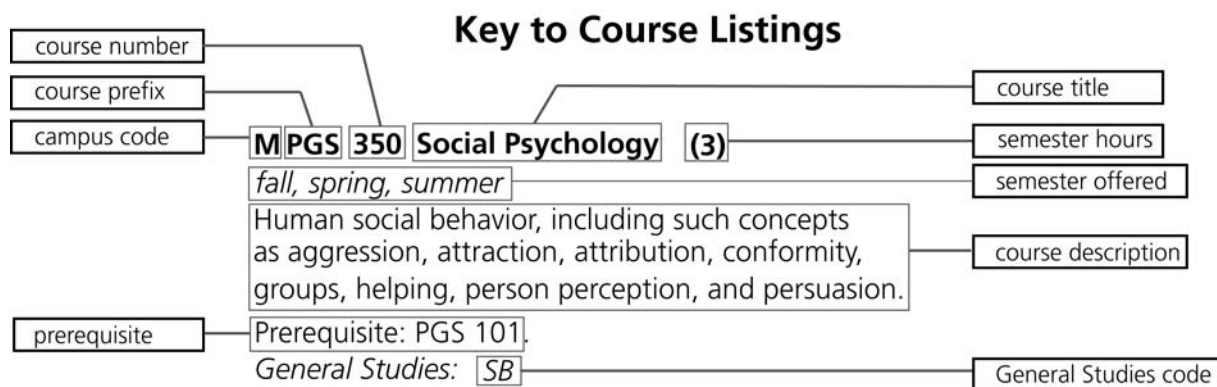 Key to Course Listings
course number
course prefix
course title
campus code
M PGS 350 Social Psychology (3)
semester hours
fall, spring, summer
semester offered
Human social behavior, including such concepts
as aggression, attraction, attribution, conformity,
groups, helping, person perception, and persuasion.
course description
prerequisite
Prerequisite: PGS 101.
General Studies: SB
General Studies code